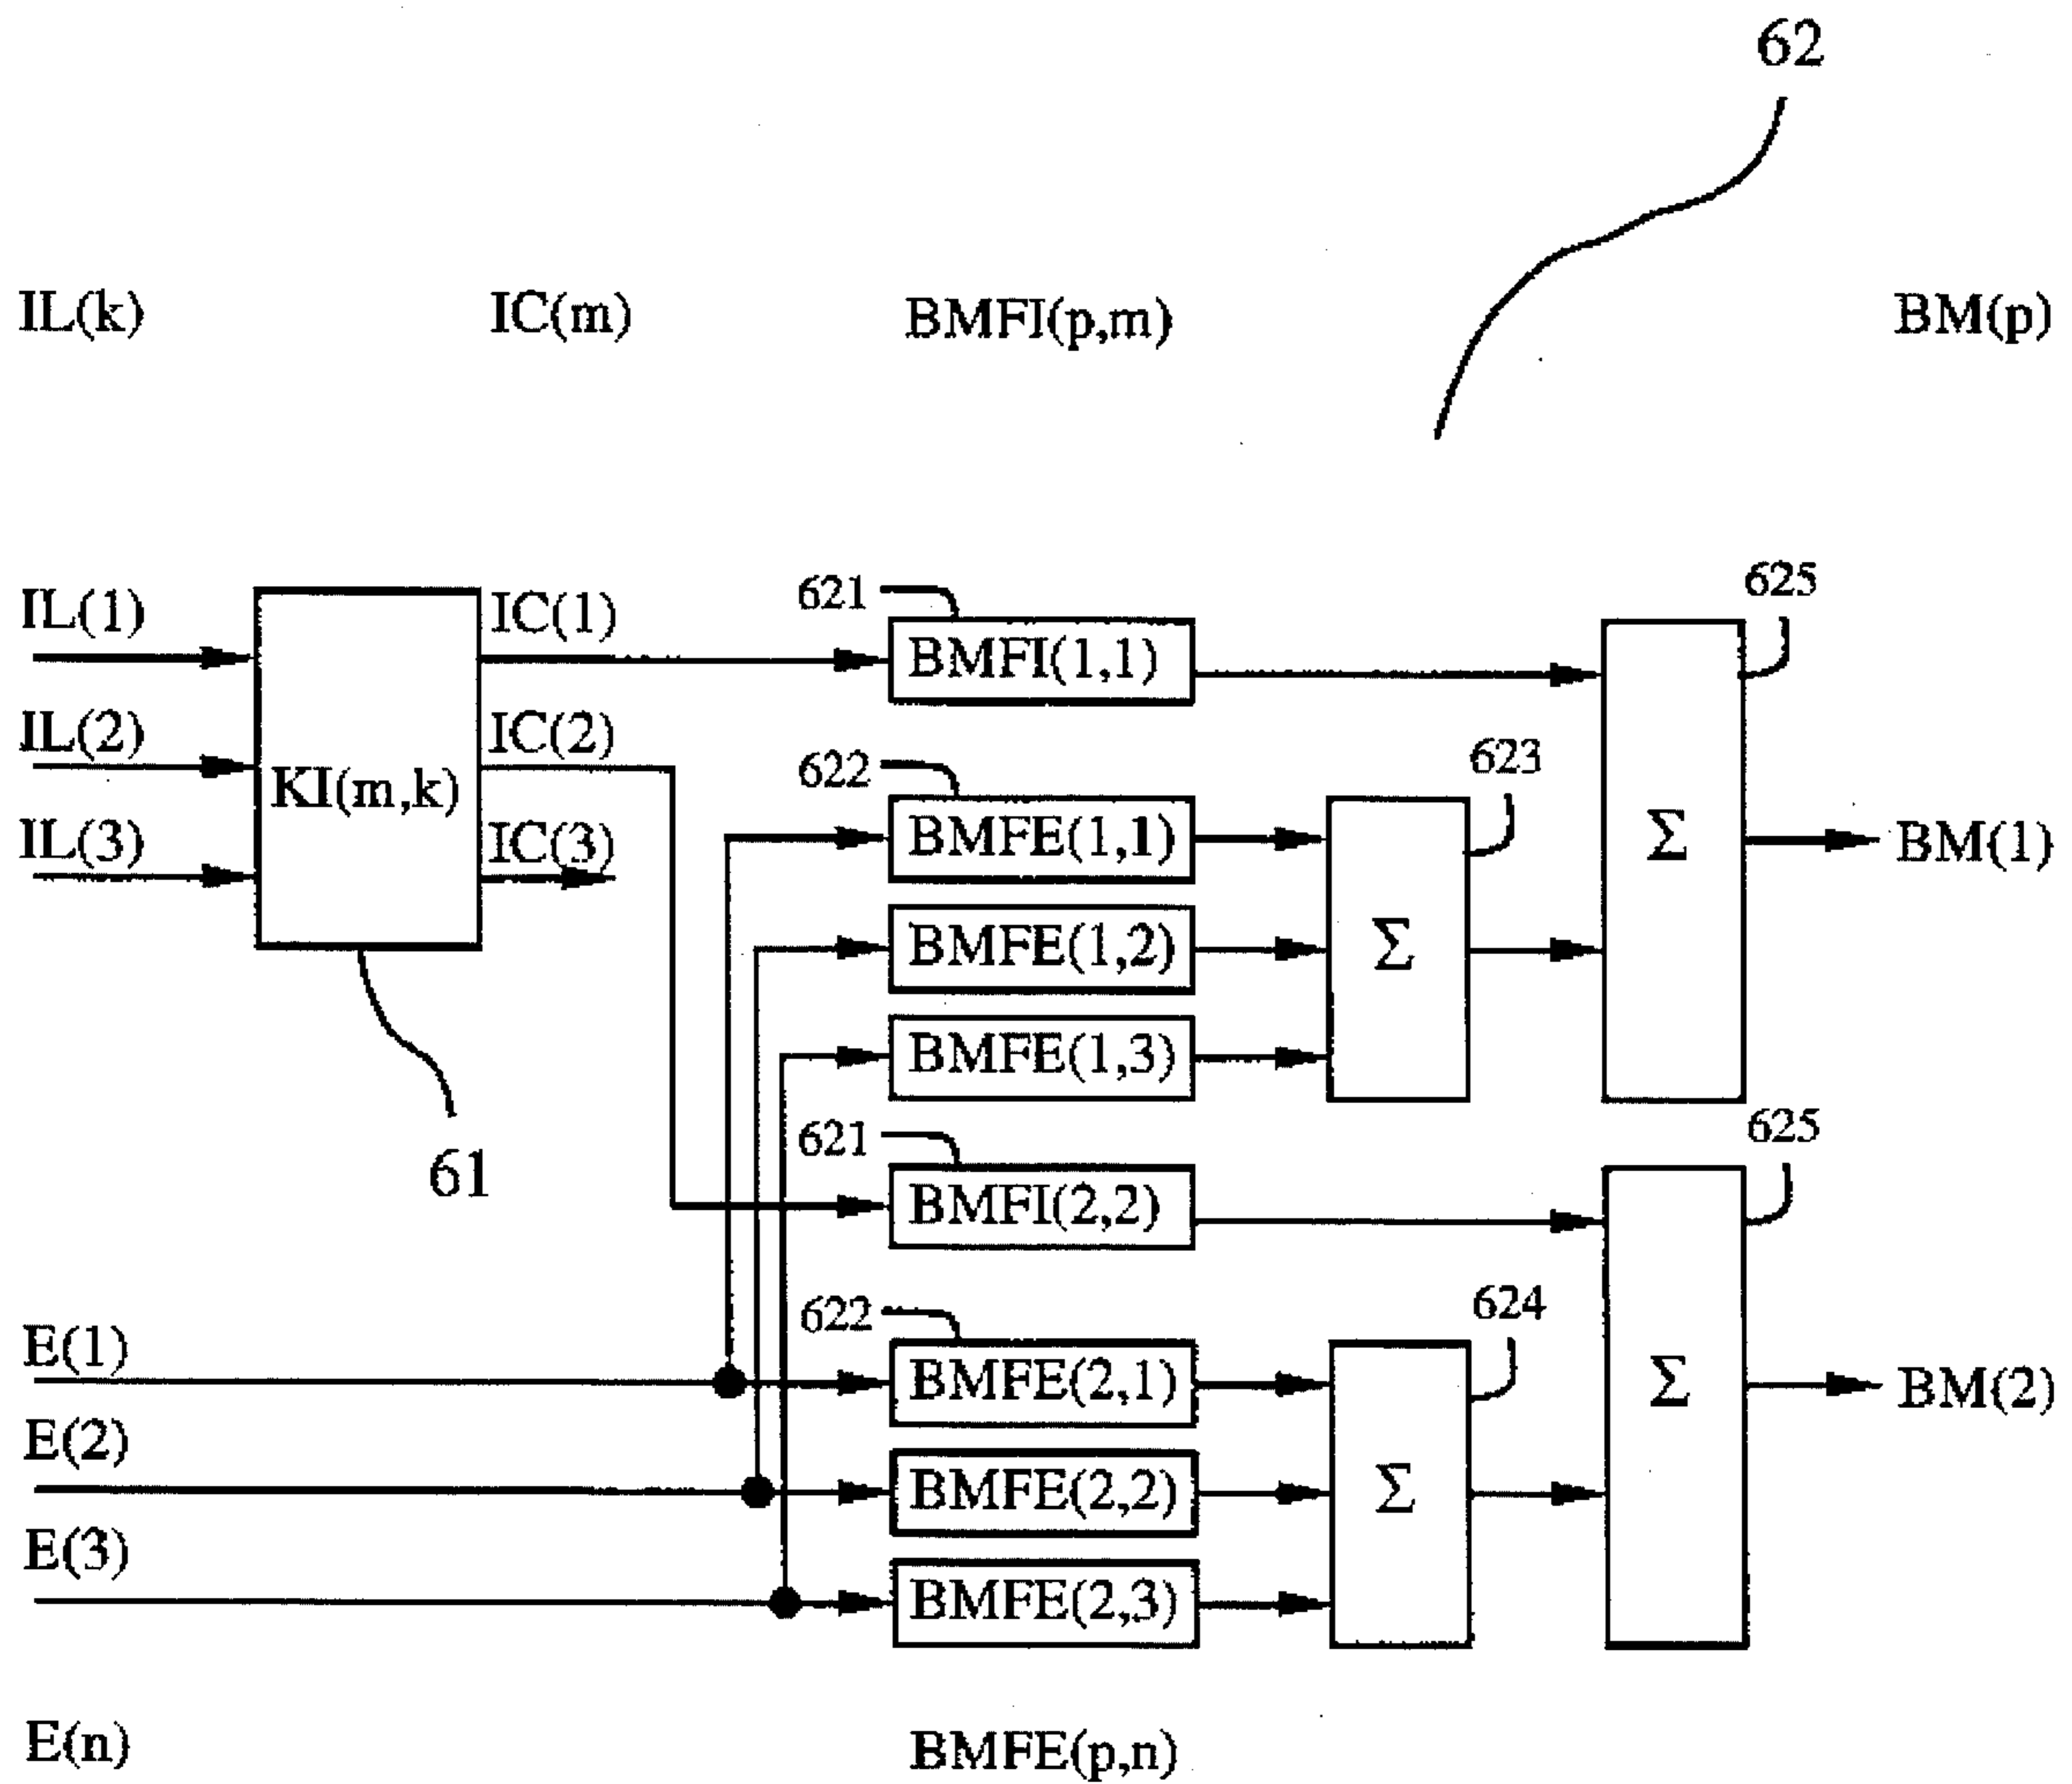 62
IL(k) IC(m) BMFI(p,m) BM(p)
621 625
IL(1) IC(1) BMFI(1,1)
IL(2) IC(2) 622 623
KI(m,k)
IL(3) IC(3) BMFE(1,1) Σ BM(1)
BMFE(1,2) Σ
BMFE(1,3)
621 625
61 BMFI(2,2)
622 624
E(1) BMFE(2,1) Σ BM(2)
E(2) BMFE(2,2) Σ
E(3) BMFE(2,3)
E(n) BMFE(p,n)